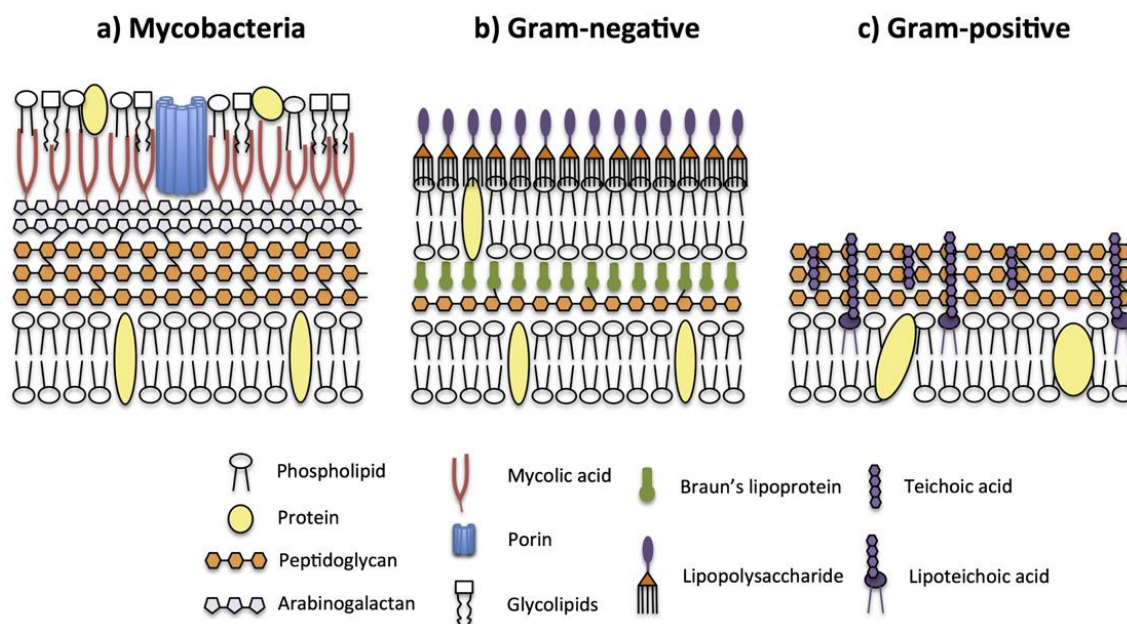 a) Mycobacteria
b) Gram-negative
c) Gram-positive
Phospholipid
Protein
Peptidoglycan
Arabinogalactan
Mycolic acid
Porin
Glycolipids
Braun's lipoprotein
Lipopolysaccharide
Teichoic acid
Lipoteichoic acid